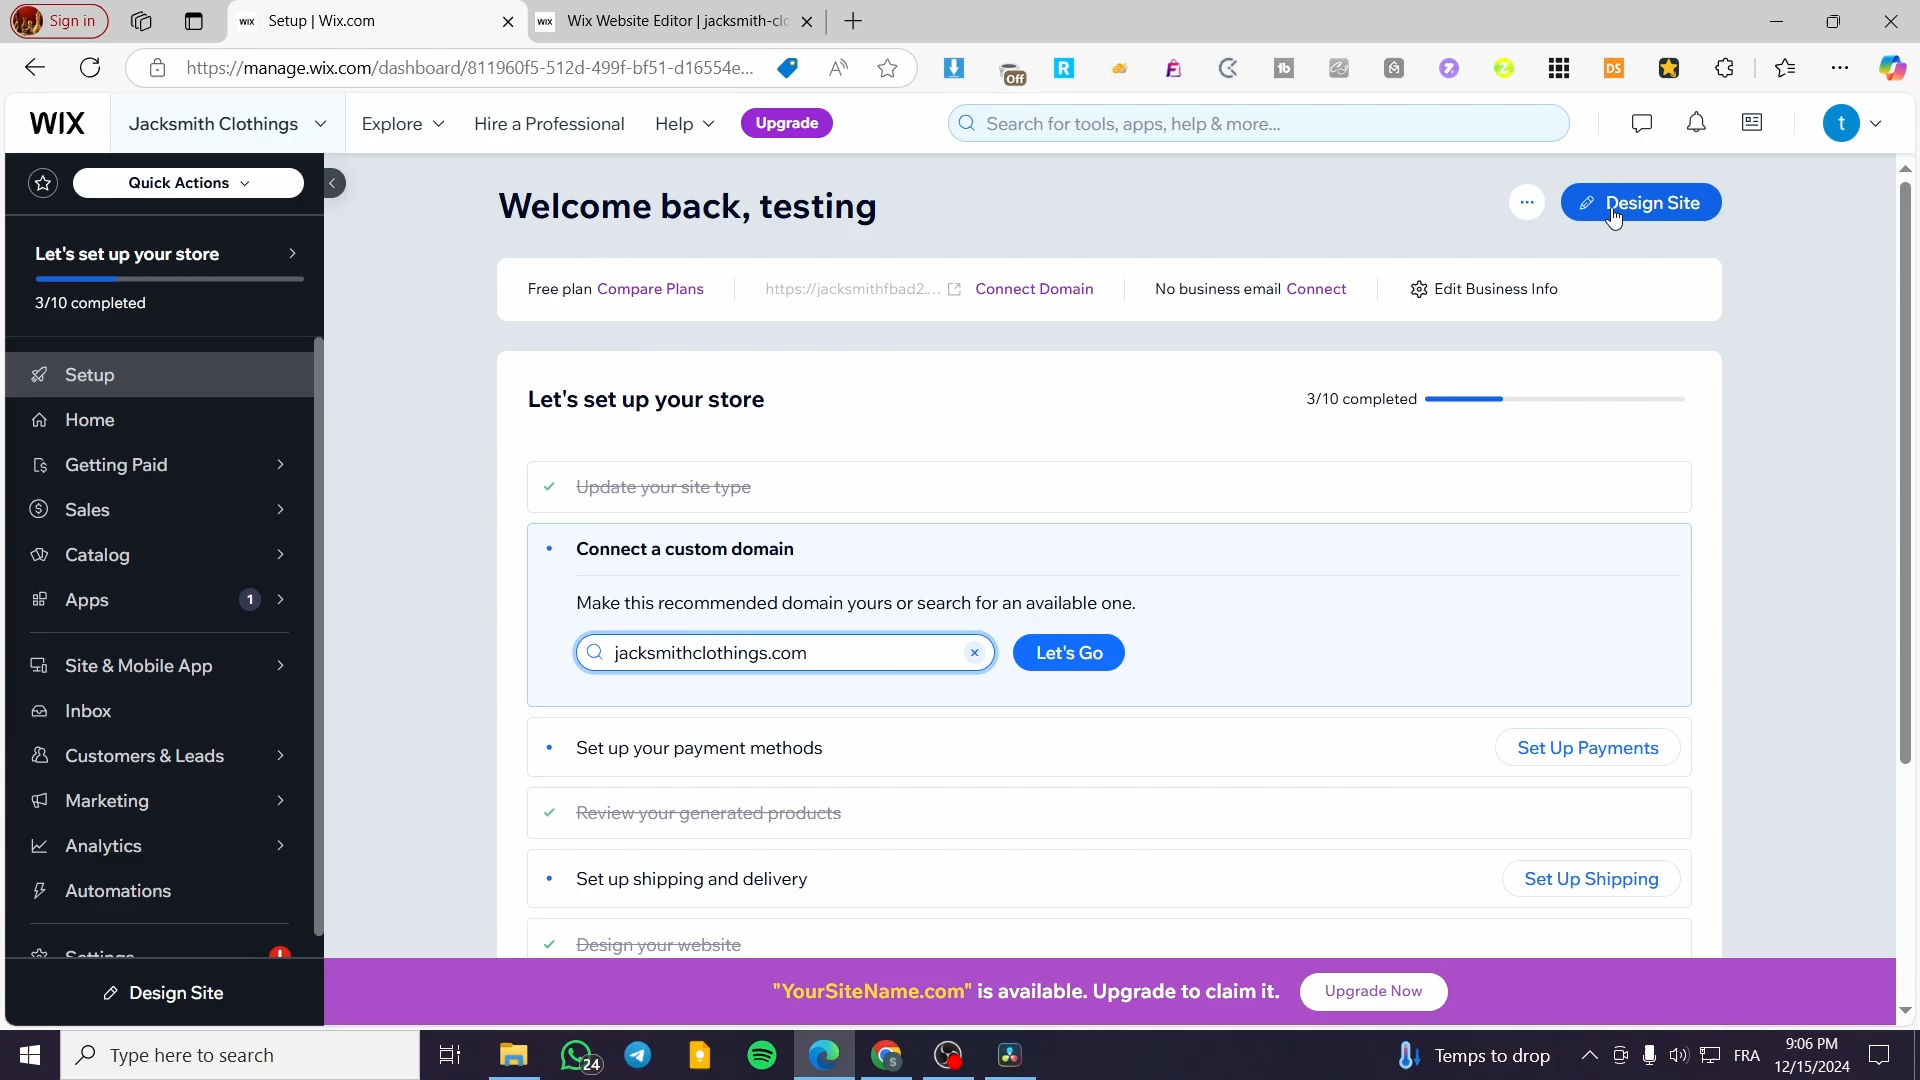 Sign in
WIX Setup | Wix.com
WIX Wix Website Editor | jacksmith-clo
https://manage.wix.com/dashboard/811960f5-512d-499f-bf51-d16554e...
Off
WIX
Jacksmith Clothings
Explore
Hire a Professional
Help
Upgrade
Search for tools, apps, help & more...
t
Quick Actions
Let's set up your store
3/10 completed
Setup
Home
Getting Paid
Sales
Catalog
Apps 1
Site & Mobile App
Inbox
Customers & Leads
Marketing
Analytics
Automations
Settings
Design Site
Welcome back, testing
Design Site
Free plan Compare Plans
https://jacksmithfbad2.... Connect Domain
No business email Connect
Edit Business Info
Let's set up your store
3/10 completed
Update your site type
Connect a custom domain
Make this recommended domain yours or search for an available one.
jacksmithclothings.com
Let's Go
Set up your payment methods
Set Up Payments
Review your generated products
Set up shipping and delivery
Set Up Shipping
Design your website
"YourSiteName.com" is available. Upgrade to claim it.
Upgrade Now
Type here to search
24
Temps to drop
FRA
9:06 PM
12/15/2024